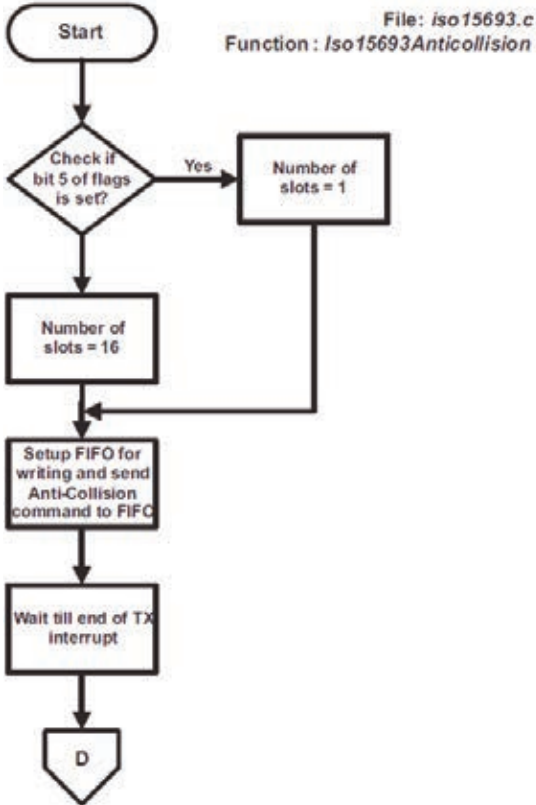 File: iso15693.c
Function : Iso15693Anticollision
Start
Check if
bit 5 of flags
is set?
Yes
Number of
slots = 1
Number of
slots = 16
Setup FIFO for
writing and send
Anti-Collision
command to FIFO
Wait till end of TX
interrupt
D